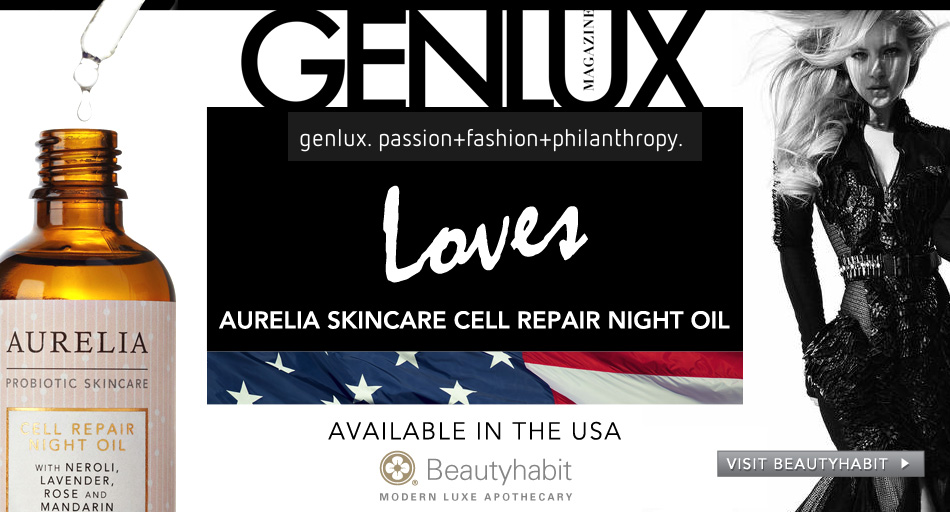 GENLUX
MAGAZINE
genlux. passion+fashion+philanthropy.
Loves
AURELIA SKINCARE CELL REPAIR NIGHT OIL
AURELIA
PROBIOTIC SKINCARE
CELL REPAIR
NIGHT OIL
WITH NEROLI,
LAVENDER,
ROSE AND
MANDARIN
AVAILABLE IN THE USA
Beautyhabit
®
MODERN LUXE APOTHECARY
VISIT BEAUTYHABIT